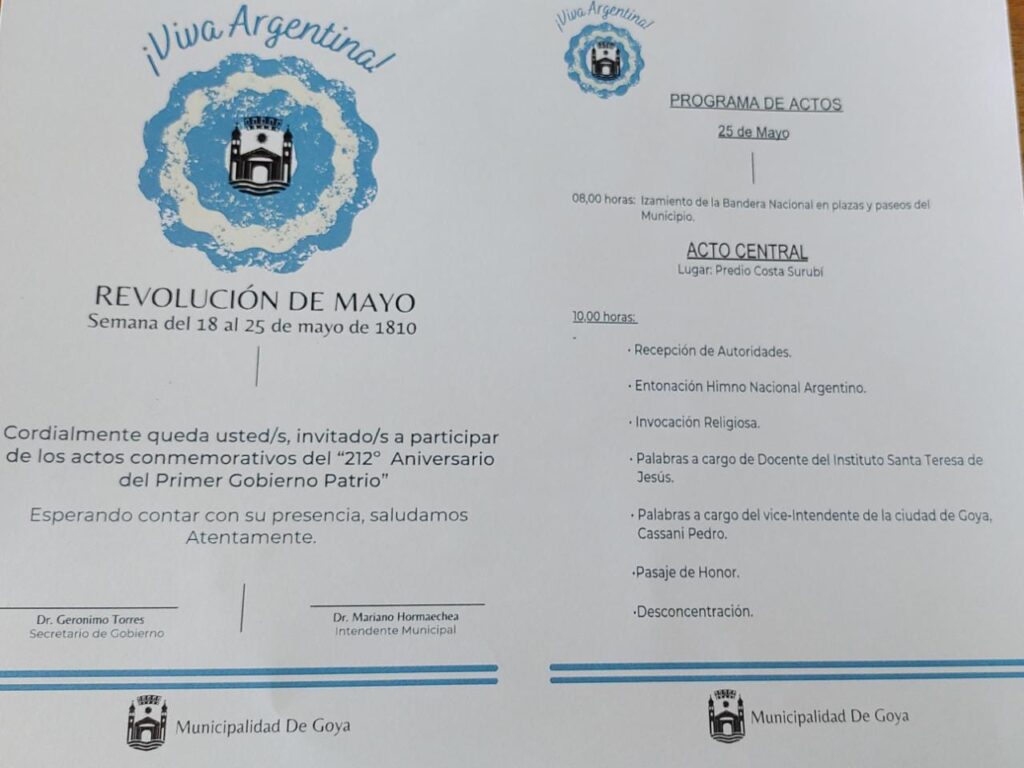 ¡Viva Argentina!
REVOLUCIÓN DE MAYO
Semana del 18 al 25 de mayo de 1810
Cordialmente queda usted/s, invitado/s a participar
de los actos conmemorativos del “212º Aniversario
del Primer Gobierno Patrio”
Esperando contar con su presencia, saludamos
Atentamente.
Dr. Geronimo Torres
Secretario de Gobierno
Dr. Mariano Hormaechea
Intendente Municipal
Municipalidad De Goya
¡Viva Argentina!
PROGRAMA DE ACTOS
25 de Mayo
08,00 horas: Izamiento de la Bandera Nacional en plazas y paseos del
Municipio.
ACTO CENTRAL
Lugar: Predio Costa Surubí
10,00 horas:
-
• Recepción de Autoridades.
• Entonación Himno Nacional Argentino.
• Invocación Religiosa.
• Palabras a cargo de Docente del Instituto Santa Teresa de
Jesús.
• Palabras a cargo del vice-Intendente de la ciudad de Goya,
Cassani Pedro.
•Pasaje de Honor.
•Desconcentración.
Municipalidad De Goya